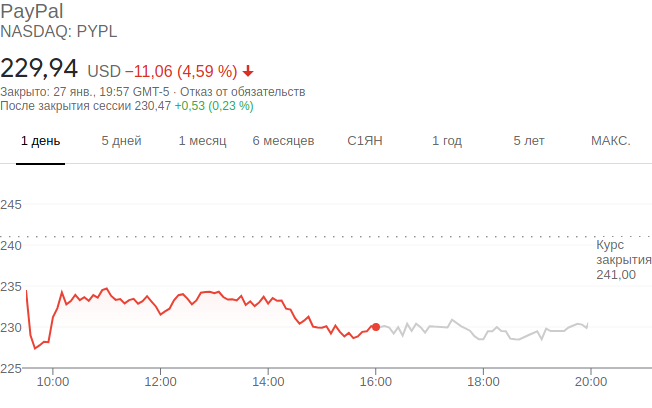 PayPal
NASDAQ: PYPL
229,94 USD −11,06 (4,59 %)
Закрыто: 27 янв., 19:57 GMT-5 · Отказ от обязательств
После закрытия сессии 230,47 +0,53 (0,23 %)
1 день 5 дней 1 месяц 6 месяцев С1ЯН 1 год 5 лет МАКС.
245
240
Курс
закрытия
241,00
235
230
225
10:00 12:00 14:00 16:00 18:00 20:00